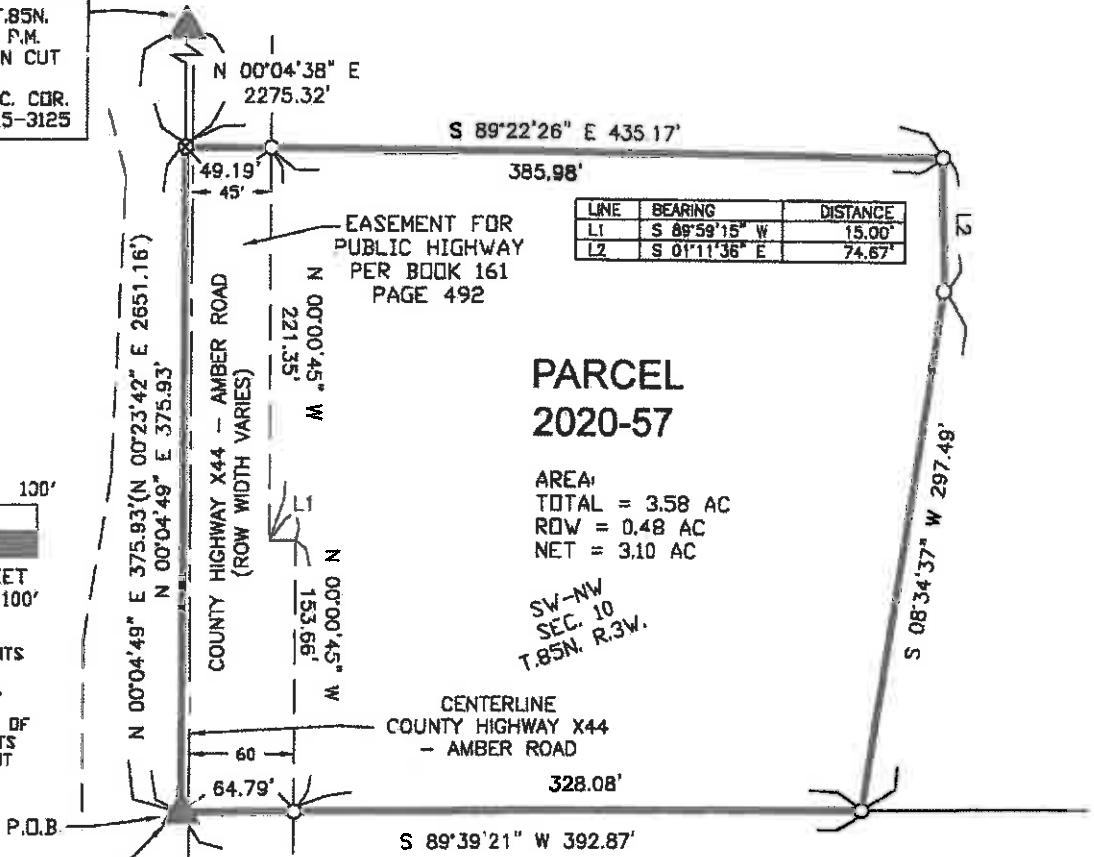 T.85N.
P.M.
N CUT
C. COR.
5-3125
N 00°04'38" E
2275.32'
S 89°22'26" E 435.17'
49.19'
385.98'
45'
LINE BEARING DISTANCE
L1 S 89°59'15" W 15.00'
L2 S 01°11'36" E 74.67'
L2
EASEMENT FOR
PUBLIC HIGHWAY
PER BOOK 161
PAGE 492
N 00°00'45" W
221.35'
N 00°04'49" E 375.93'(N 00°23'42" E 2651.16')
N 00°04'49" E 375.93'
COUNTY HIGHWAY X44 - AMBER ROAD
(ROW WIDTH VARIES)
PARCEL
2020-57
AREA:
TOTAL = 3.58 AC
ROW = 0.48 AC
NET = 3.10 AC
S 08°34'37" W 297.49'
L1
100'
EET
100'
N 00°00'45" W
153.66'
SW-NW
SEC. 10
T.85N. R.3W.
CENTERLINE
COUNTY HIGHWAY X44
- AMBER ROAD
60
64.79'
328.08'
P.O.B.
S 89°39'21" W 392.87'